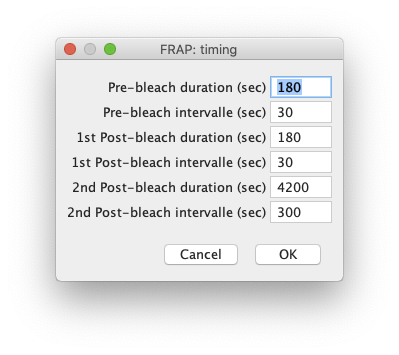 FRAP: timing
Pre-bleach duration (sec) 180
Pre-bleach intervalle (sec) 30
1st Post-bleach duration (sec) 180
1st Post-bleach intervalle (sec) 30
2nd Post-bleach duration (sec) 4200
2nd Post-bleach intervalle (sec) 300
Cancel OK